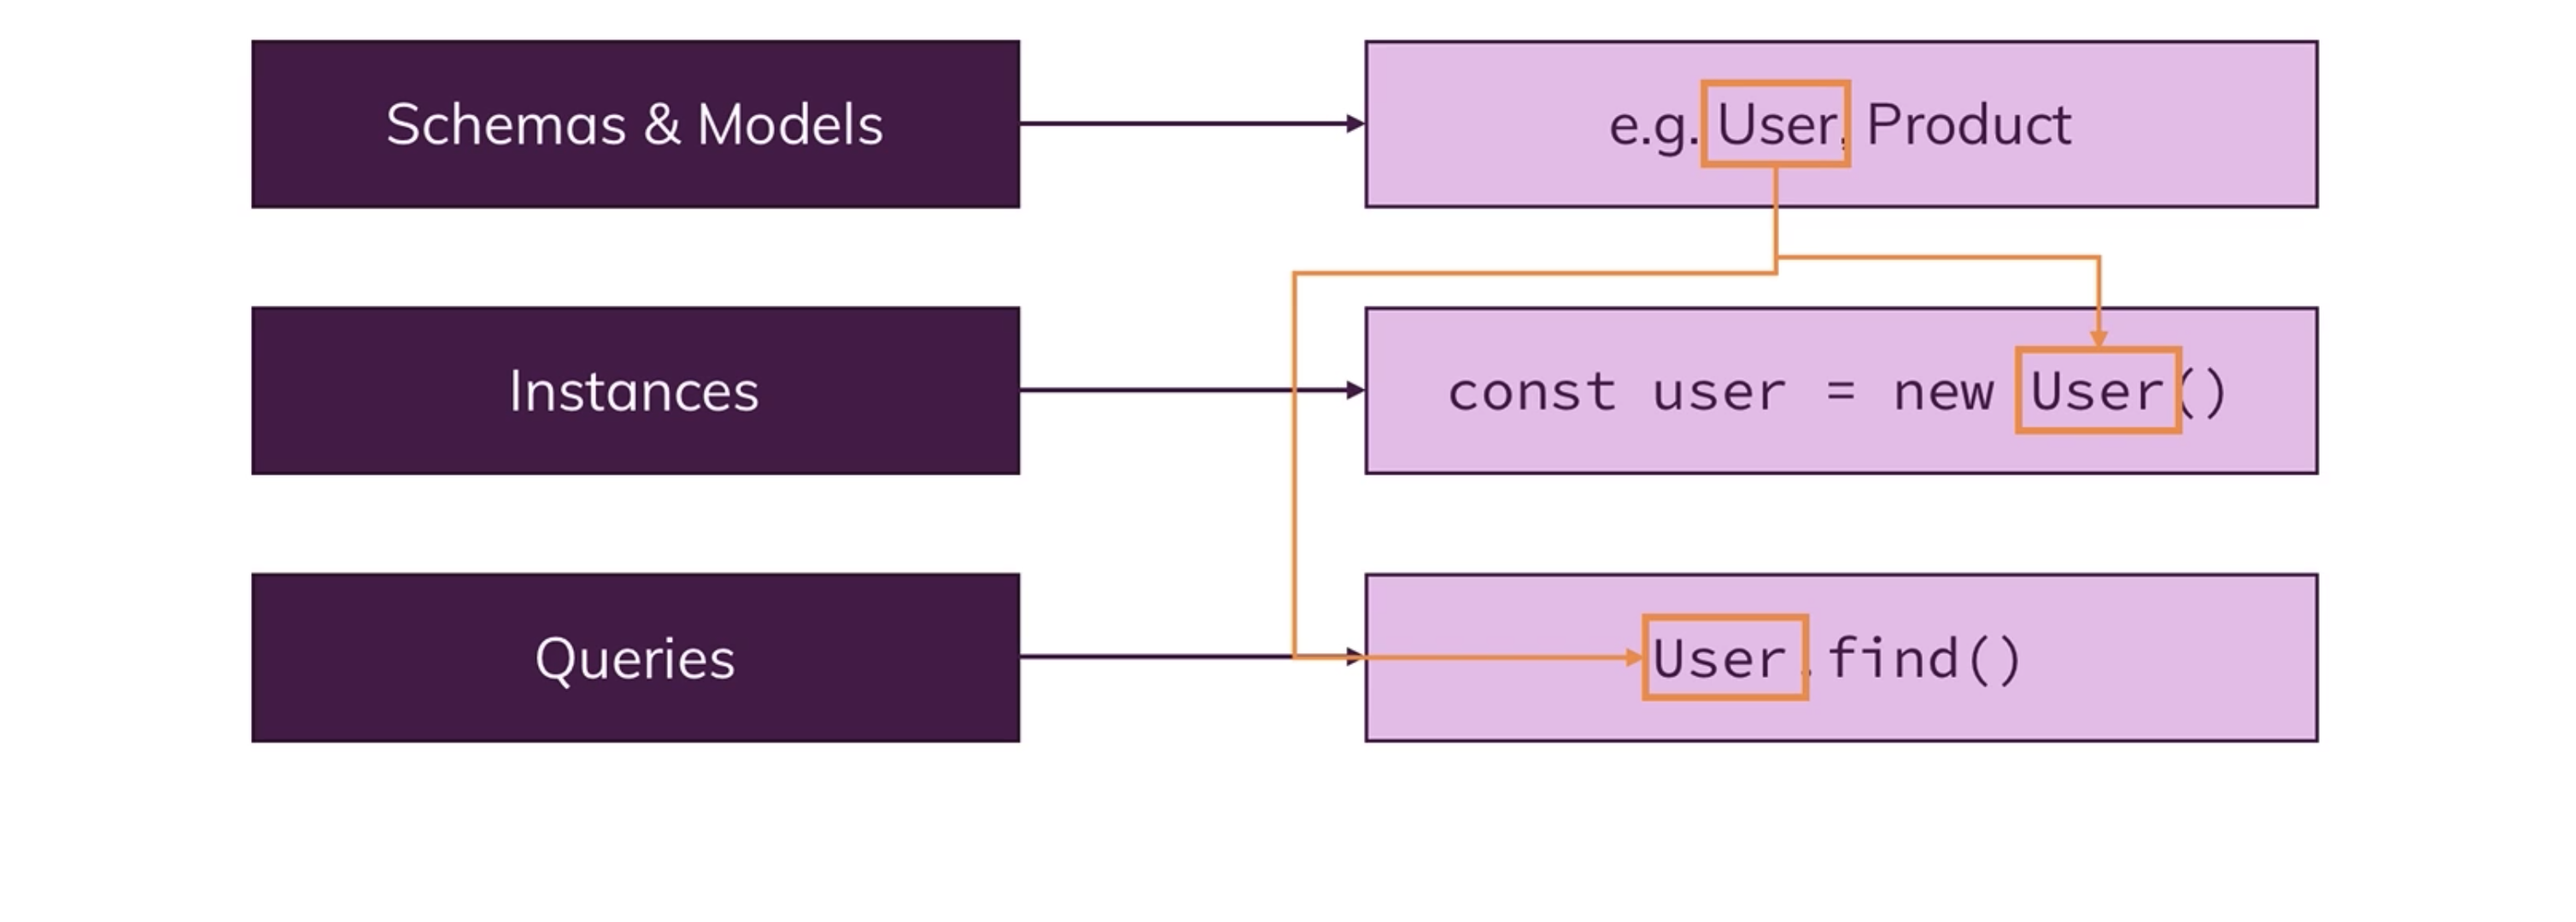 Schemas & Models
e.g. User, Product
Instances
const user = new User()
Queries
User.find()